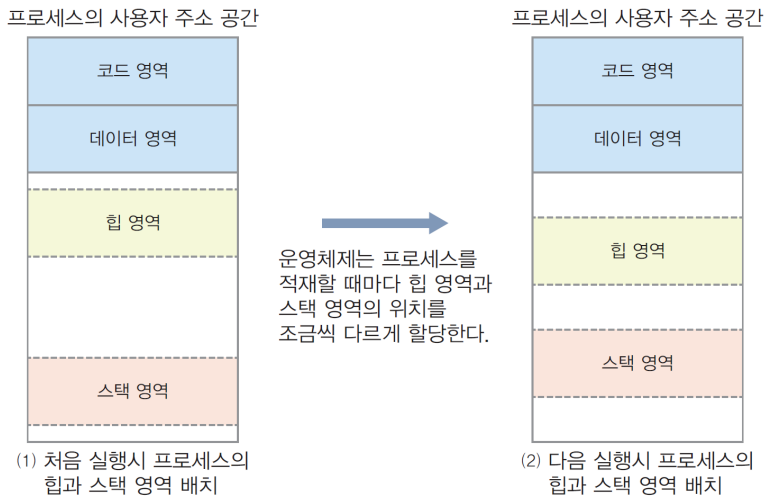 프로세스의 사용자 주소 공간
코드 영역
데이터 영역
힙 영역
스택 영역
(1) 처음 실행시 프로세스의
힙과 스택 영역 배치
운영체제는 프로세스를
적재할 때마다 힙 영역과
스택 영역의 위치를
조금씩 다르게 할당한다.
프로세스의 사용자 주소 공간
코드 영역
데이터 영역
힙 영역
스택 영역
(2) 다음 실행시 프로세스의
힙과 스택 영역 배치